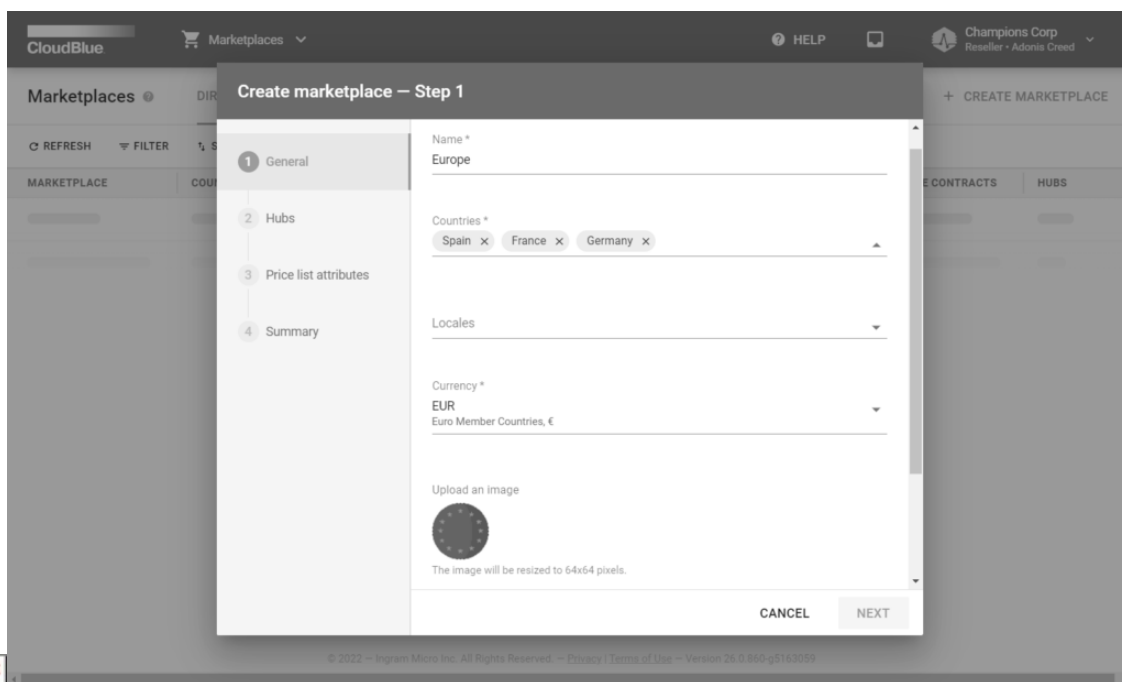 CloudBlue
Marketplaces
HELP
Champions Corp
Reseller • Adonis Creed
Marketplaces
DIR
+ CREATE MARKETPLACE
REFRESH
FILTER
S
MARKETPLACE
COU
E CONTRACTS
HUBS
Create marketplace — Step 1
1 General
2 Hubs
3 Price list attributes
4 Summary
Name *
Europe
Countries *
Spain × France × Germany ×
Locales
Currency *
EUR
Euro Member Countries, €
Upload an image
The image will be resized to 64x64 pixels.
CANCEL NEXT
© 2022 — Ingram Micro Inc. All Rights Reserved. — Privacy | Terms of Use — Version 26.0.860-g5163059